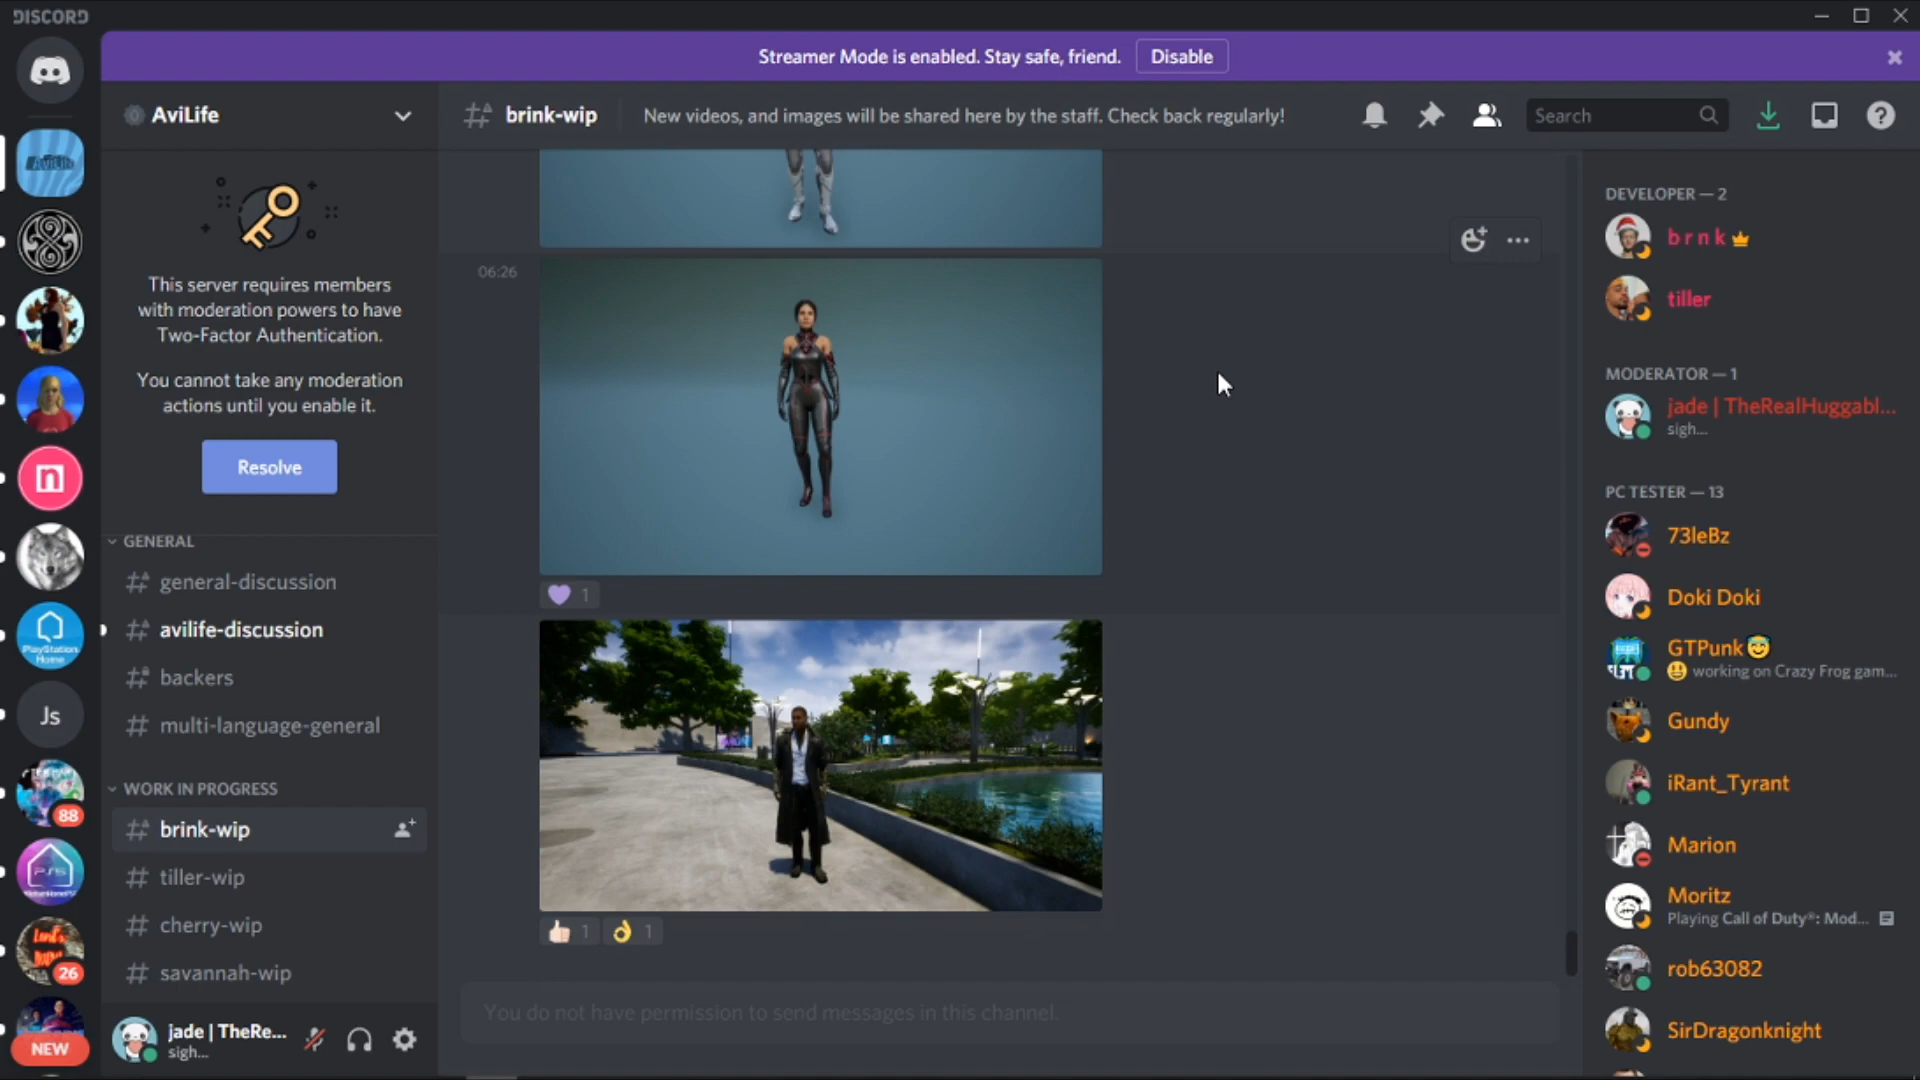 DISCORD
Streamer Mode is enabled. Stay safe, friend.
Disable
AviLife
brink-wip
New videos, and images will be shared here by the staff. Check back regularly!
Search
This server requires members
with moderation powers to have
Two-Factor Authentication.
You cannot take any moderation
actions until you enable it.
Resolve
GENERAL
general-discussion
avilife-discussion
backers
multi-language-general
WORK IN PROGRESS
brink-wip
tiller-wip
cherry-wip
savannah-wip
jade | TheRe...
sigh...
AviLife
n
PlayStation
Home
Js
88
PS5
26
NEW
06:26
1
1
1
You do not have permission to send messages in this channel.
DEVELOPER — 2
b r n k
tiller
MODERATOR — 1
jade | TheRealHuggabl...
sigh...
PC TESTER — 13
73leBz
Doki Doki
GTPunk
working on Crazy Frog gam...
Gundy
iRant_Tyrant
Marion
Moritz
Playing Call of Duty®: Mod...
rob63082
SirDragonknight